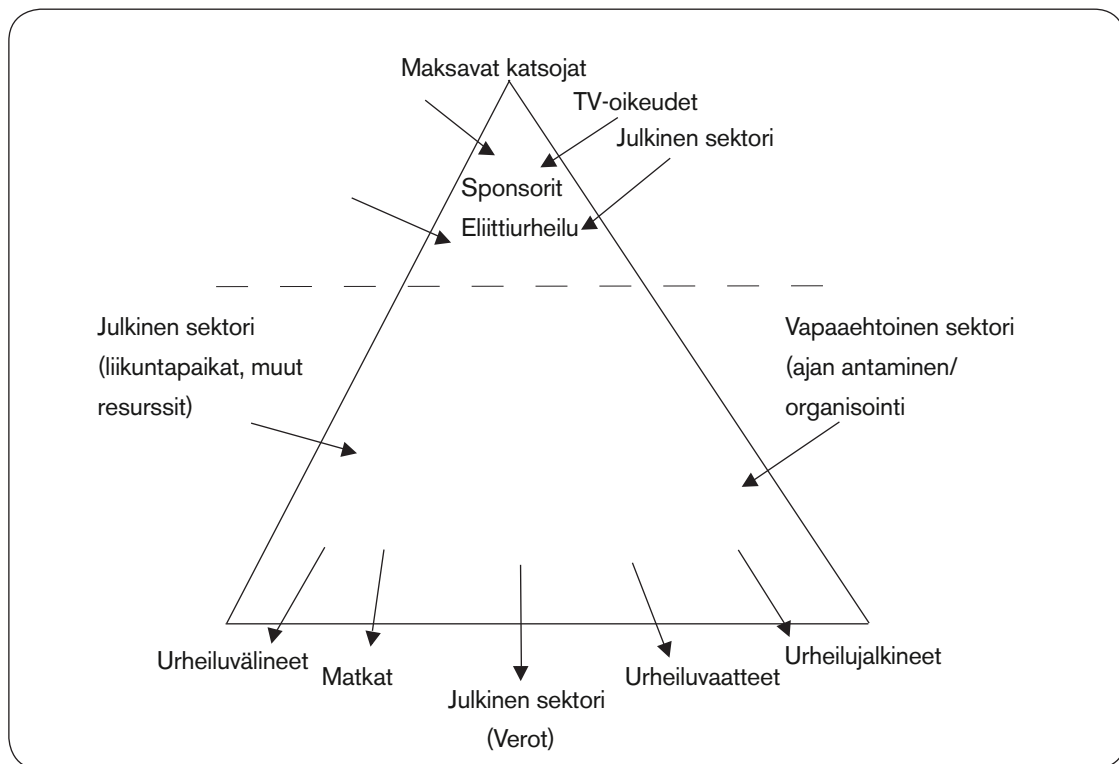 Maksavat katsojat
TV-oikeudet
Julkinen sektori
Sponsorit
Eliittiurheilu
Julkinen sektori
(liikuntapaikat, muut
resurssit)
Vapaaehtoinen sektori
(ajan antaminen/
organisointi
Urheiluvälineet
Matkat
Julkinen sektori
(Verot)
Urheiluvaatteet
Urheilujalkineet